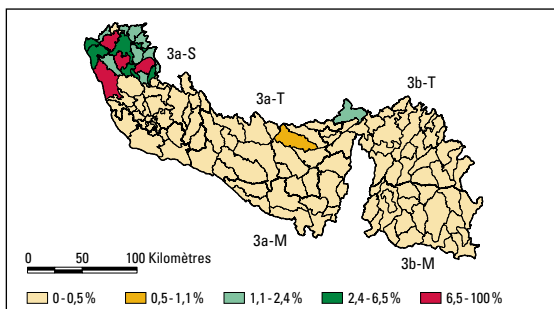 3a-S
3a-T
3b-T
3a-M
3b-M
0 50 100 Kilomètres
0 - 0,5 % 0,5 - 1,1 % 1,1 - 2,4 % 2,4 - 6,5 % 6,5 - 100 %